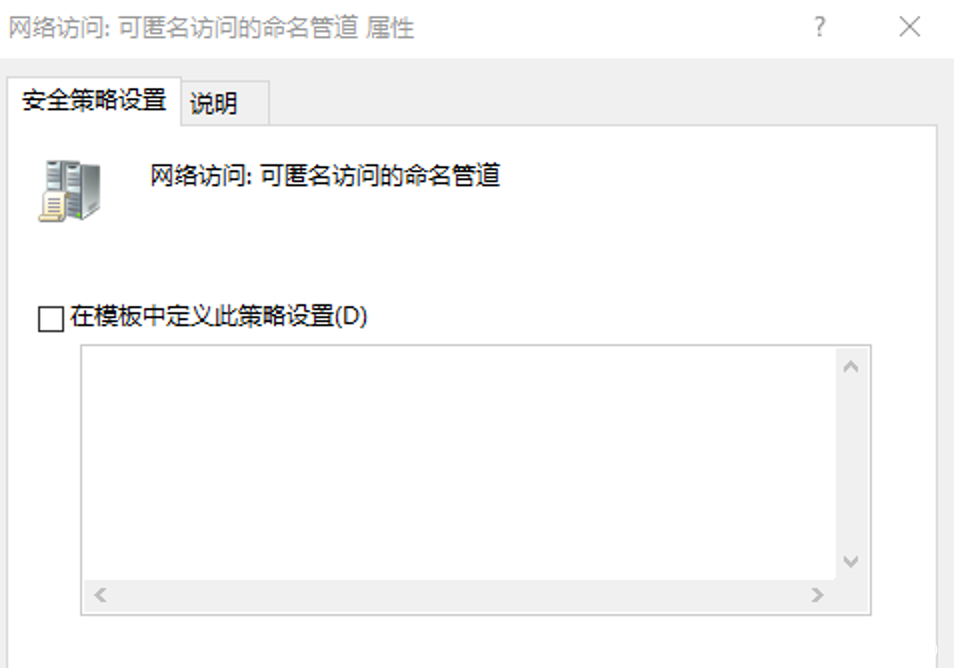 网络访问: 可匿名访问的命名管道 属性
安全策略设置
说明
网络访问: 可匿名访问的命名管道
在模板中定义此策略设置(D)